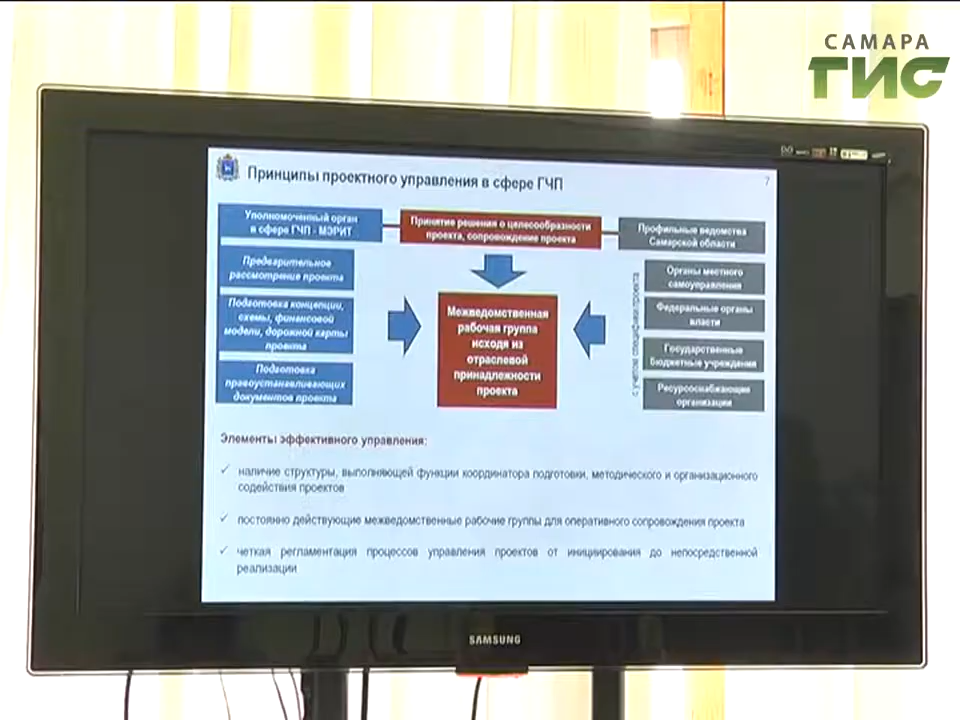 САМАРА
ГИС
Принципы проектного управления в сфере ГЧП
7
Уполномоченный орган
в сфере ГЧП - МЭРИТ
Принятие решения о целесообразности
проекта, сопровождение проекта
Профильные ведомства
Самарской области
Предварительное
рассмотрение проекта
Подготовка концепции,
схемы, финансовой
модели, дорожной карты
проекта
Подготовка
правоустанавливающих
документов проекта
Межведомственная
рабочая группа
исходя из
отраслевой
принадлежности
проекта
с учетом специфики проекта
Органы местного
самоуправления
Федеральные органы
власти
Государственные
бюджетные учреждения
Ресурсоснабжающие
организации
Элементы эффективного управления:
✓ наличие структуры, выполняющей функции координатора подготовки, методического и организационного
содействия проектов
✓ постоянно действующие межведомственные рабочие группы для оперативного сопровождения проекта
✓ четкая регламентация процессов управления проектов от инициирования до непосредственной
реализации
SAMSUNG